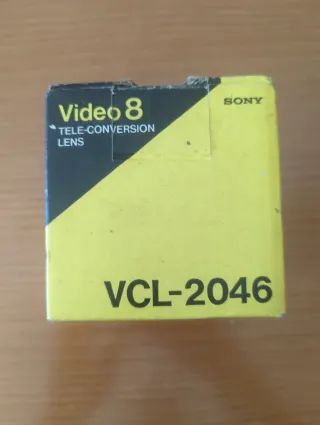 Video 8
SONY
TELE-CONVERSION
LENS
VCL-2046